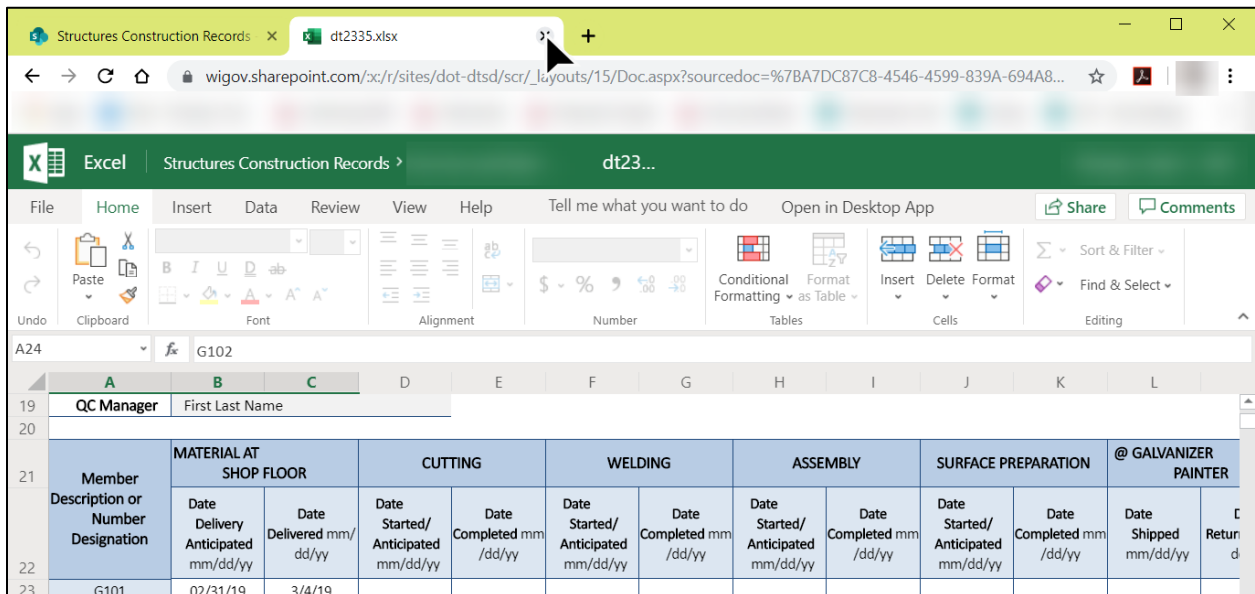 Structures Construction Records
dt2335.xlsx
wigov.sharepoint.com/:x:/r/sites/dot-dtsd/scr/_layouts/15/Doc.aspx?sourcedoc=%7BA7DC87C8-4546-4599-839A-694A8...
Excel Structures Construction Records > dt23...
File Home Insert Data Review View Help Tell me what you want to do Open in Desktop App Share Comments
Paste
B I U D ab
A A^ A˅
ab
$ % 9 .00 .00
Conditional Formatting
Format as Table
Insert Delete Format
Σ Sort & Filter
Find & Select
Undo Clipboard Font Alignment Number Tables Cells Editing
A24 fx G102
A B C D E F G H I J K L
19 QC Manager First Last Name
20
21 Member Description or Number Designation MATERIAL AT SHOP FLOOR CUTTING WELDING ASSEMBLY SURFACE PREPARATION @ GALVANIZER PAINTER
22 Date Delivery Anticipated mm/dd/yy Date Delivered mm/dd/yy Date Started/ Anticipated mm/dd/yy Date Completed mm/dd/yy Date Started/ Anticipated mm/dd/yy Date Completed mm/dd/yy Date Started/ Anticipated mm/dd/yy Date Completed mm/dd/yy Date Started/ Anticipated mm/dd/yy Date Completed mm/dd/yy Date Shipped mm/dd/yy
23 G101 02/31/19 3/4/19